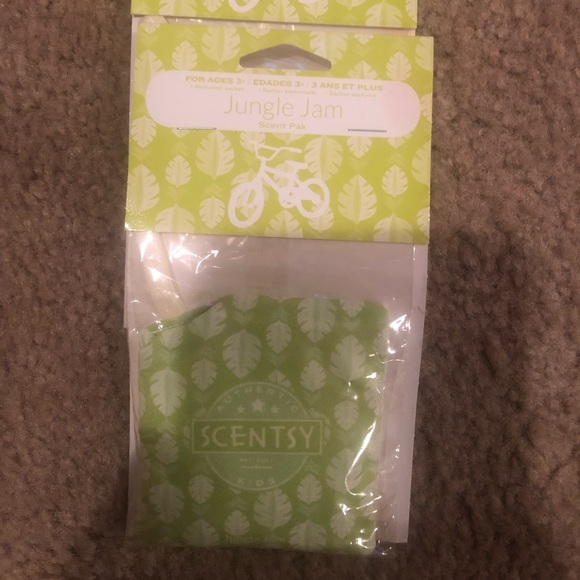 FOR AGES 3+ / EDADES 3+ / 3 ANS ET PLUS
Jungle Jam
Scent Pak
AUTHENTIC
SCENTSY
KIDS